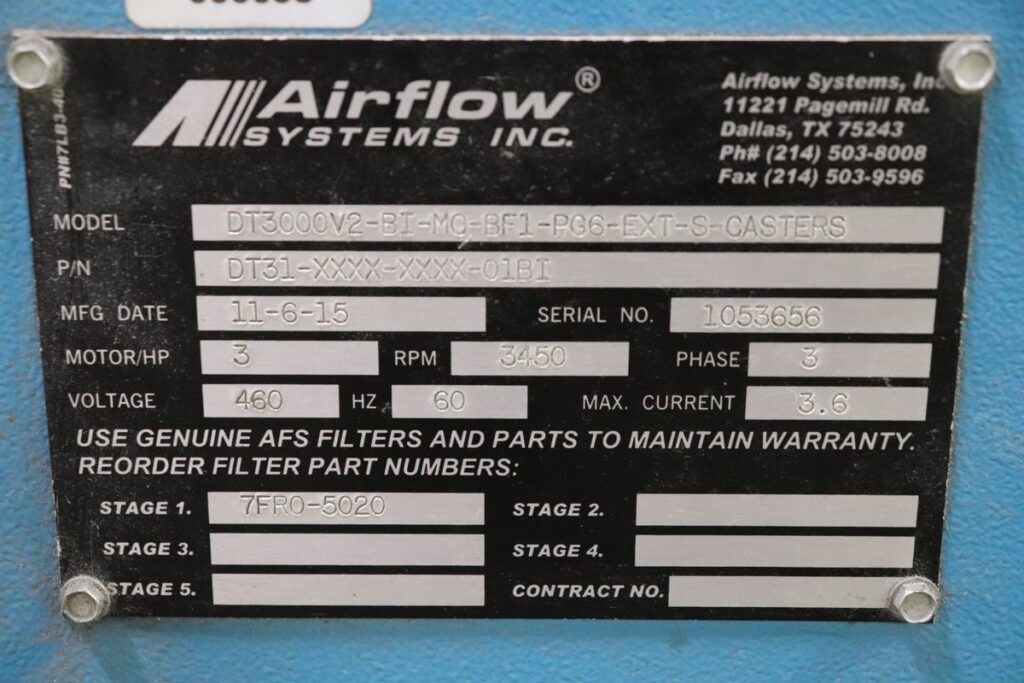 Airflow®
SYSTEMS INC.
Airflow Systems, Inc
11221 Pagemill Rd.
Dallas, TX 75243
Ph# (214) 503-8008
Fax (214) 503-9596
MODEL DT3000V2-BI-MO-BF1-PG6-EXT-S-CASTERS
P/N DT31-XXXX-XXXX-01BI
MFG DATE 11-6-15 SERIAL NO. 1053656
MOTOR/HP 3 RPM 3450 PHASE 3
VOLTAGE 460 HZ 60 MAX. CURRENT 3.6
USE GENUINE AFS FILTERS AND PARTS TO MAINTAIN WARRANTY.
REORDER FILTER PART NUMBERS:
STAGE 1. 7FR0-5020 STAGE 2.
STAGE 3. STAGE 4.
STAGE 5. CONTRACT NO.